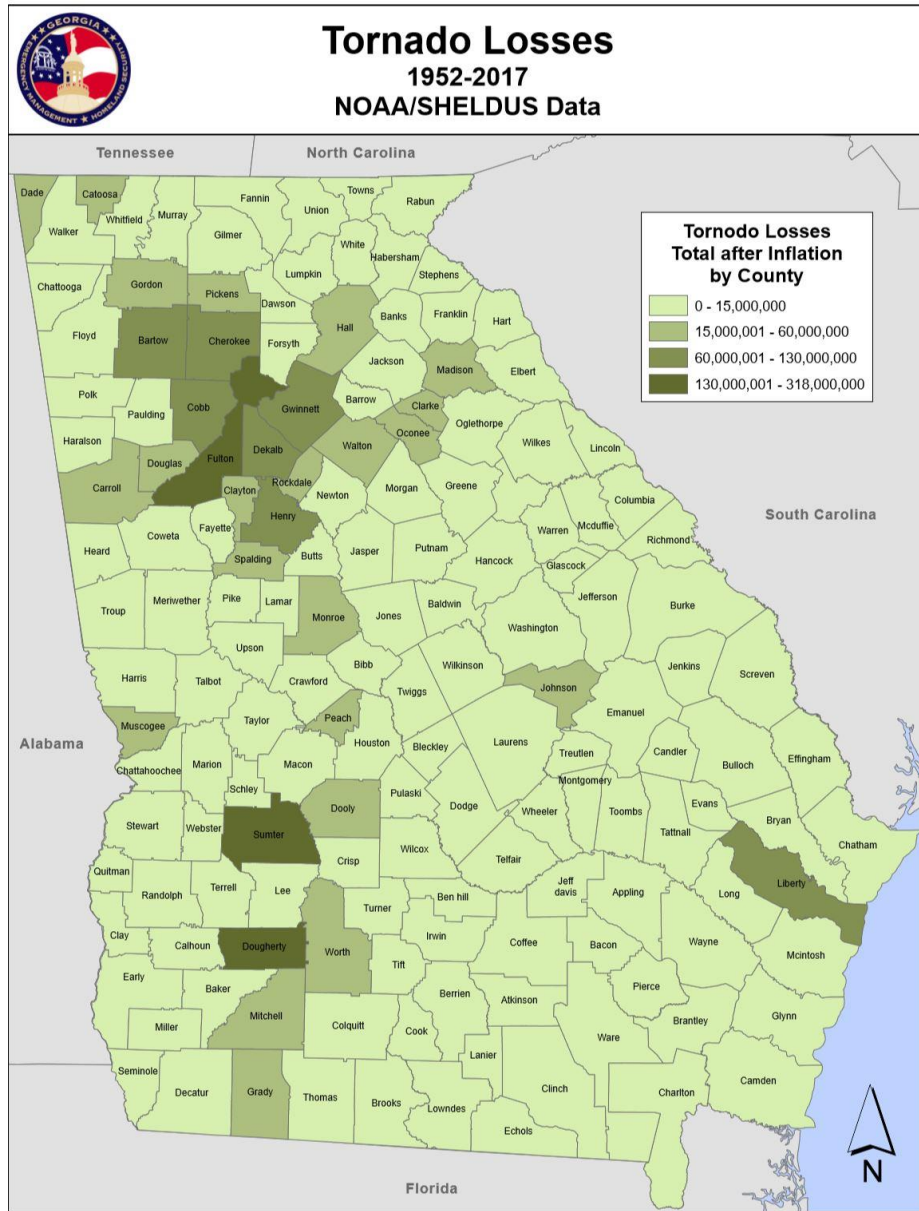 GEORGIA
EMERGENCY MANAGEMENT ★ HOMELAND SECURITY
Tornado Losses
1952-2017
NOAA/SHELDUS Data
Tennessee
North Carolina
Tornodo Losses
Total after Inflation
by County
0 - 15,000,000
15,000,001 - 60,000,000
60,000,001 - 130,000,000
130,000,001 - 318,000,000
Dade
Catoosa
Whitfield
Murray
Fannin
Union
Towns
Rabun
Walker
Gilmer
White
Habersham
Stephens
Lumpkin
Chattooga
Gordon
Pickens
Dawson
Hall
Banks
Franklin
Hart
Floyd
Bartow
Cherokee
Forsyth
Jackson
Madison
Elbert
Polk
Paulding
Cobb
Gwinnett
Barrow
Clarke
Oconee
Oglethorpe
Wilkes
Lincoln
Haralson
Douglas
Fulton
Dekalb
Walton
Carroll
Clayton
Rockdale
Newton
Morgan
Greene
Columbia
Mcduffie
Warren
Richmond
South Carolina
Henry
Fayette
Coweta
Heard
Spalding
Butts
Jasper
Putnam
Hancock
Glascock
Jefferson
Burke
Troup
Meriwether
Pike
Lamar
Monroe
Jones
Baldwin
Washington
Upson
Bibb
Wilkinson
Jenkins
Screven
Harris
Talbot
Crawford
Twiggs
Johnson
Emanuel
Muscogee
Taylor
Peach
Houston
Bleckley
Laurens
Treutlen
Candler
Bulloch
Effingham
Alabama
Chattahoochee
Marion
Macon
Schley
Pulaski
Dodge
Montgomery
Wheeler
Toombs
Evans
Tattnall
Bryan
Chatham
Stewart
Webster
Sumter
Dooly
Wilcox
Telfair
Crisp
Quitman
Randolph
Terrell
Lee
Turner
Ben hill
Jeff
davis
Appling
Long
Liberty
Clay
Calhoun
Dougherty
Worth
Irwin
Coffee
Bacon
Wayne
Mcintosh
Tift
Early
Baker
Mitchell
Berrien
Atkinson
Pierce
Miller
Colquitt
Cook
Ware
Brantley
Glynn
Lanier
Seminole
Decatur
Grady
Thomas
Brooks
Lowndes
Clinch
Charlton
Camden
Echols
Florida
N